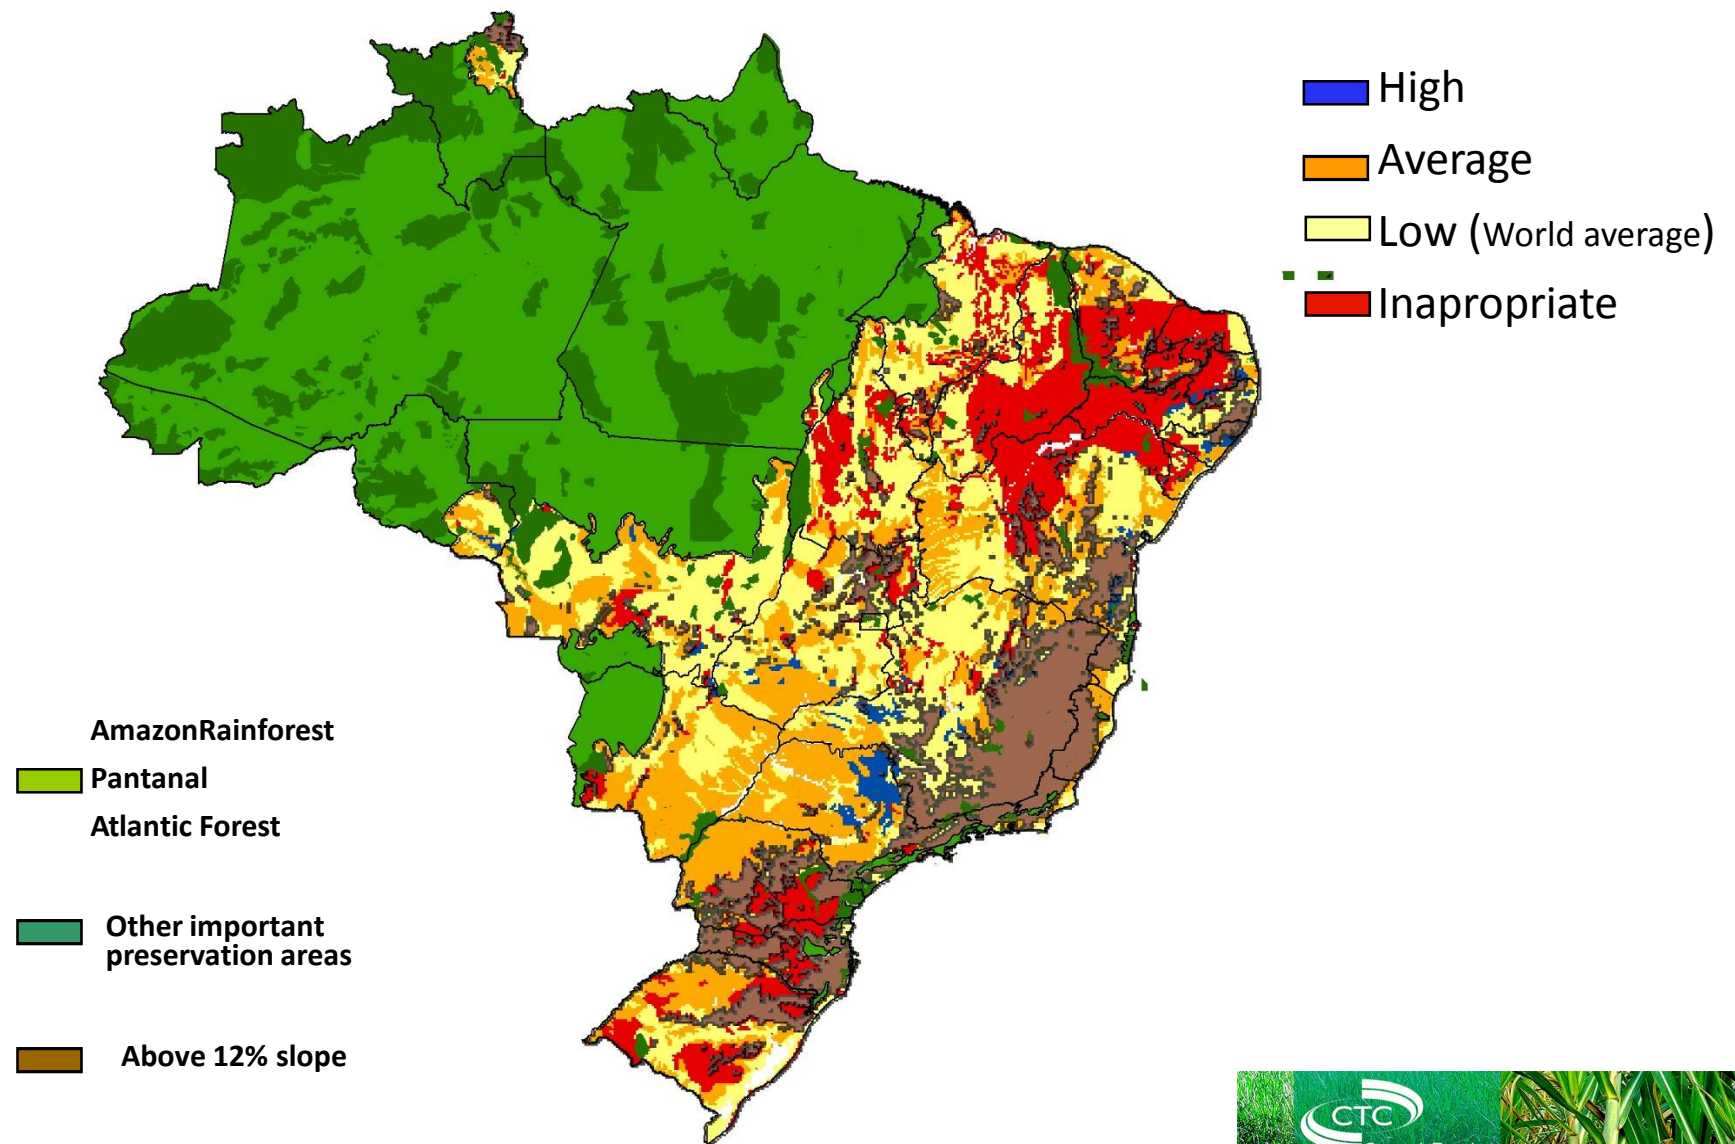 High
Average
Low (World average)
Inapropriate
AmazonRainforest
Pantanal
Atlantic Forest
Other important
preservation areas
Above 12% slope
CTC